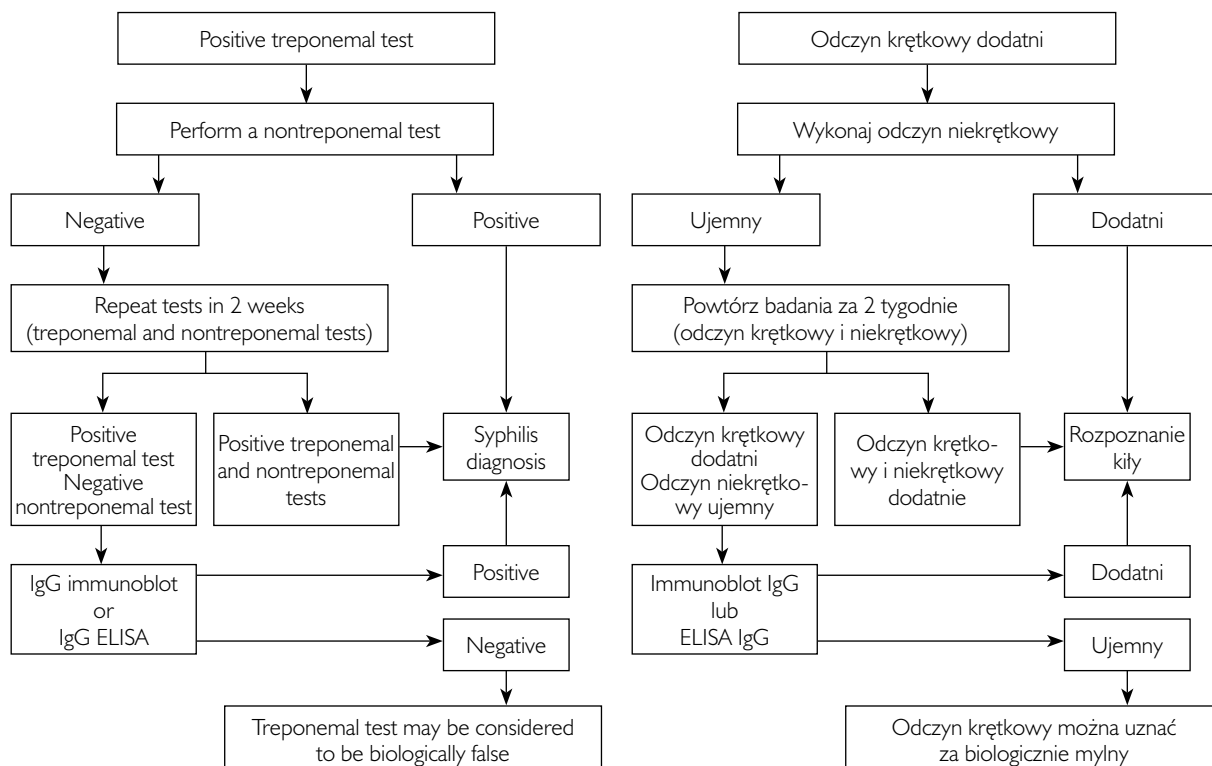 Positive treponemal test
Perform a nontreponemal test
Negative
Positive
Repeat tests in 2 weeks
(treponemal and nontreponemal tests)
Positive
treponemal test
Negative
nontreponemal test
Positive treponemal
and nontreponemal
tests
Syphilis
diagnosis
IgG immunoblot
or
IgG ELISA
Positive
Negative
Treponemal test may be considered
to be biologically false
Odczyn krętkowy dodatni
Wykonaj odczyn niekrętkowy
Ujemny
Dodatni
Powtórz badania za 2 tygodnie
(odczyn krętkowy i niekrętkowy)
Odczyn krętkowy
dodatni
Odczyn niekrętko-
wy ujemny
Odczyn krętko-
wy i niekrętkowy
dodatnie
Rozpoznanie
kiły
Immunoblot IgG
lub
ELISA IgG
Dodatni
Ujemny
Odczyn krętkowy można uznać
za biologicznie mylny